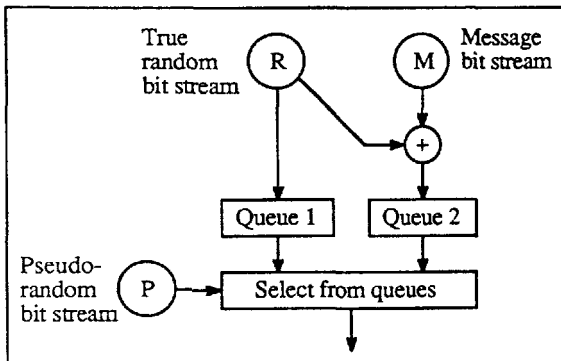 True
random
bit stream
R
M
Message
bit stream
+
Queue 1
Queue 2
Pseudo-
random
bit stream
P
Select from queues